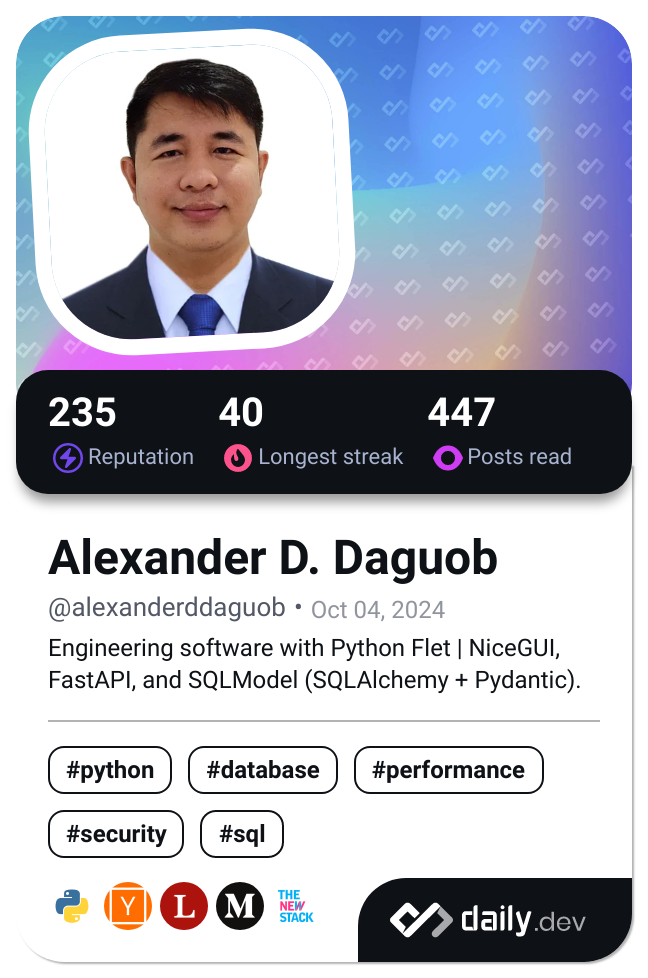 235 40 447
Reputation Longest streak Posts read
Alexander D. Daguob
@alexanderddaguob • Oct 04, 2024
Engineering software with Python Flet | NiceGUI,
FastAPI, and SQLModel (SQLAlchemy + Pydantic).
#python #database #performance
#security #sql
Y L M THE NEW STACK
daily.dev